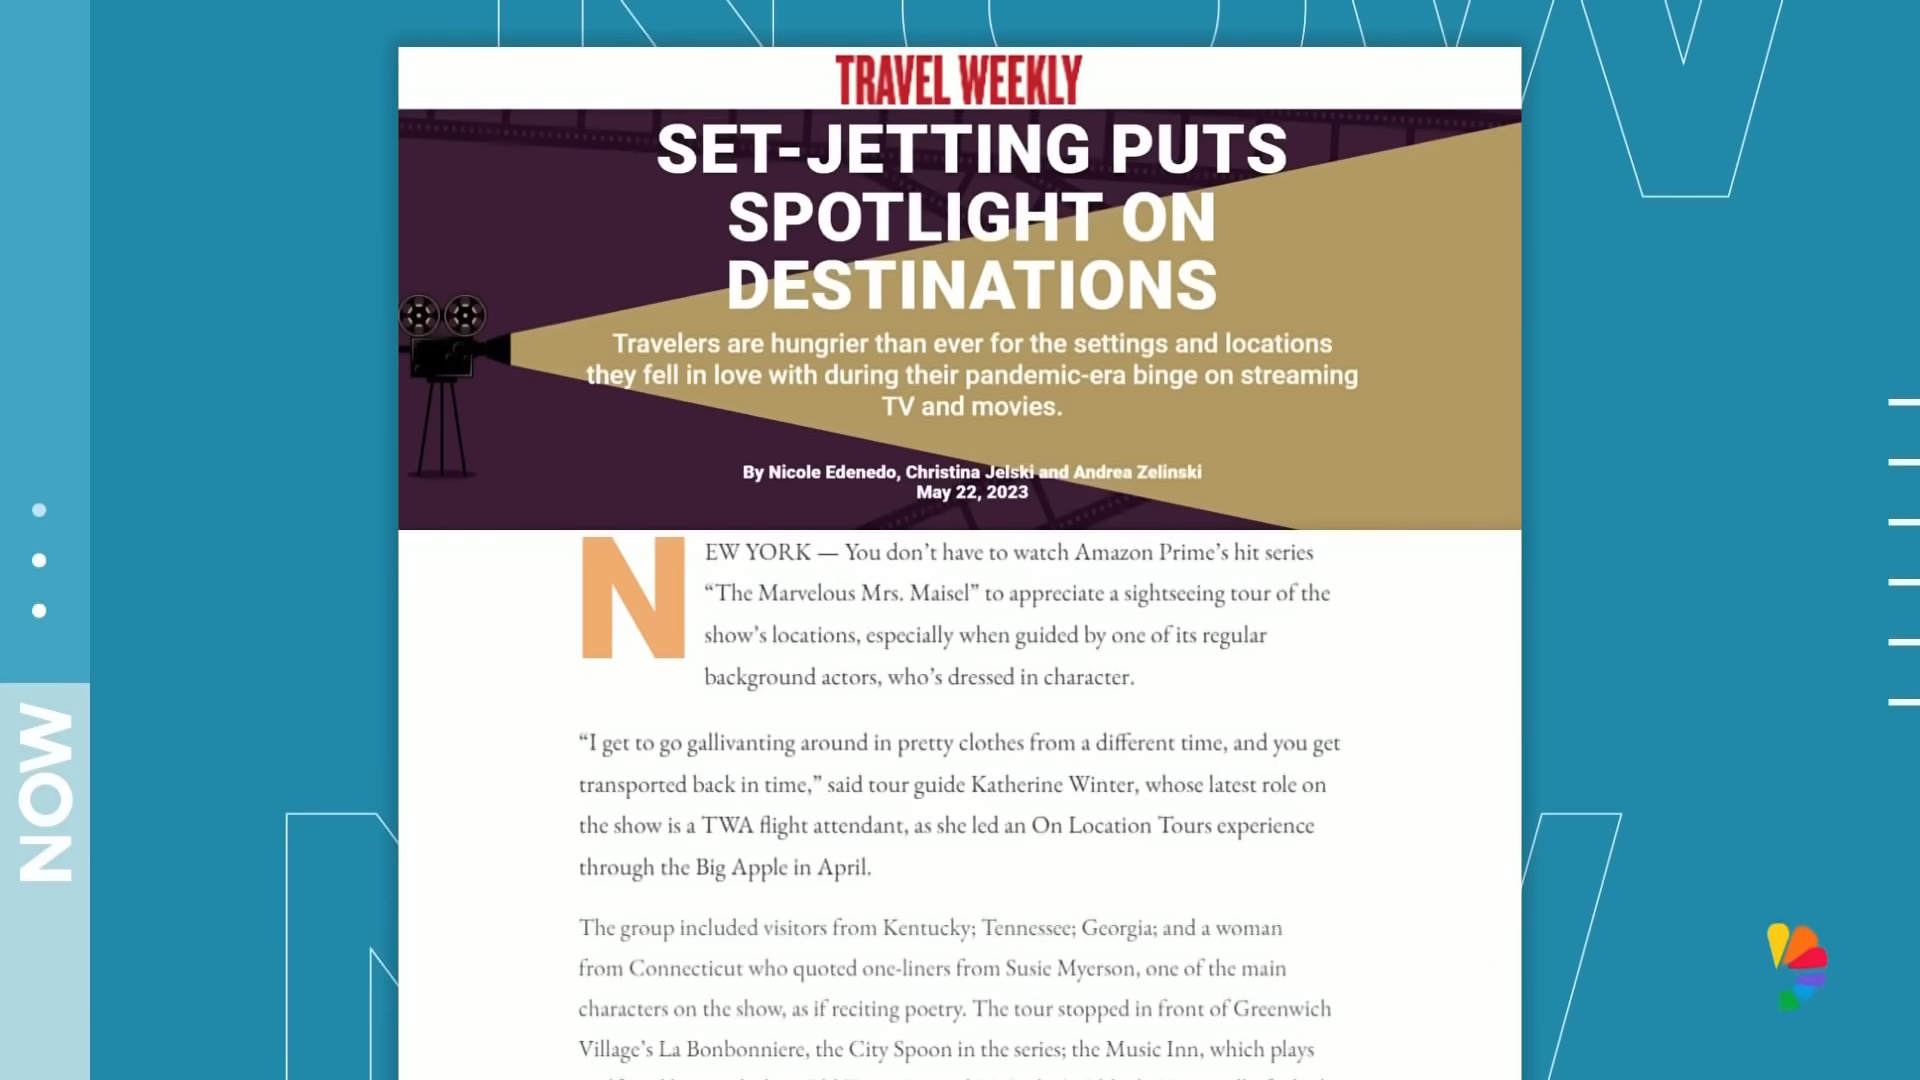 TRAVEL WEEKLY
SET-JETTING PUTS
SPOTLIGHT ON
DESTINATIONS
Travelers are hungrier than ever for the settings and locations
they fell in love with during their pandemic-era binge on streaming
TV and movies.
By Nicole Edenedo, Christina Jelski and Andrea Zelinski
May 22, 2023
NEW YORK — You don’t have to watch Amazon Prime’s hit series
“The Marvelous Mrs. Maisel” to appreciate a sightseeing tour of the
show’s locations, especially when guided by one of its regular
background actors, who’s dressed in character.
“I get to go gallivanting around in pretty clothes from a different time, and you get
transported back in time,” said tour guide Katherine Winter, whose latest role on
the show is a TWA flight attendant, as she led an On Location Tours experience
through the Big Apple in April.
The group included visitors from Kentucky; Tennessee; Georgia; and a woman
from Connecticut who quoted one-liners from Susie Myerson, one of the main
characters on the show, as if reciting poetry. The tour stopped in front of Greenwich
Village’s La Bonbonniere, the City Spoon in the series; the Music Inn, which plays
NOW